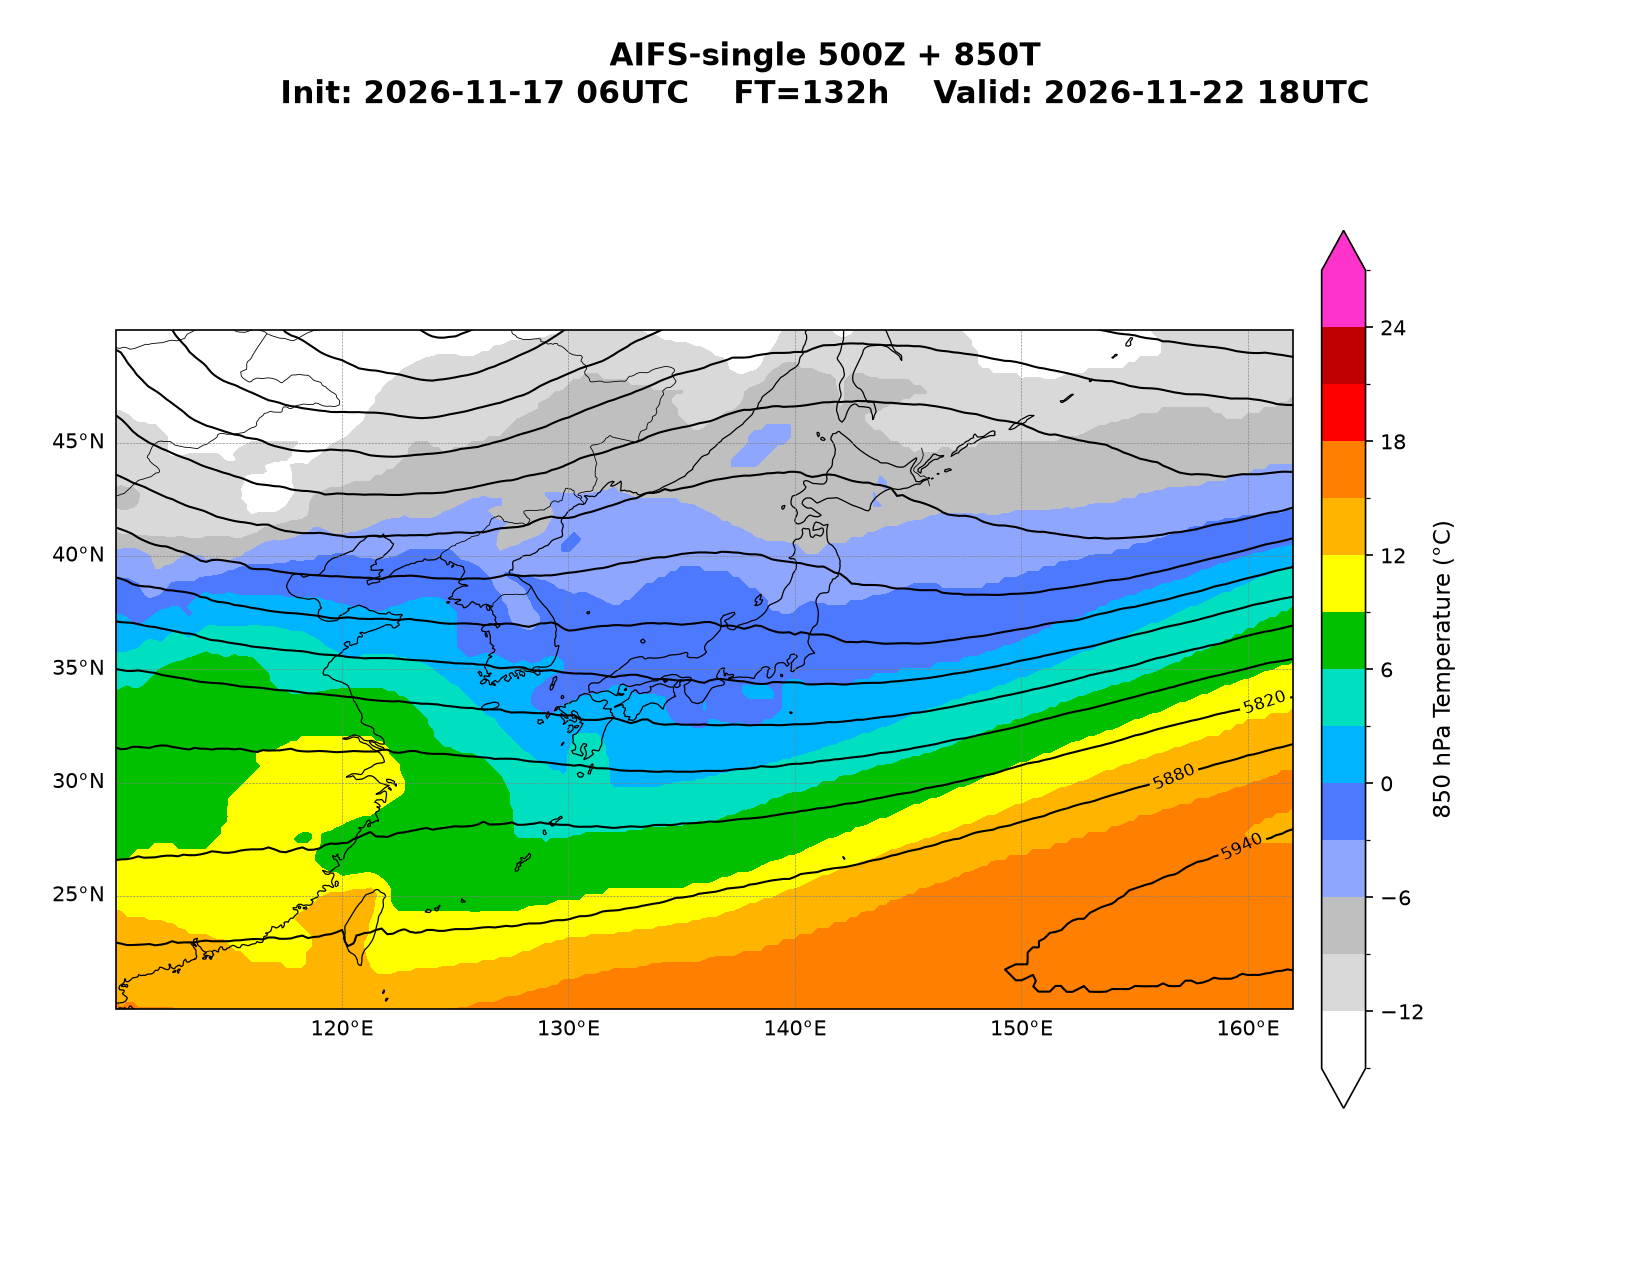 AIFS-single 500Z + 850T
Init: 2026-11-17 06UTC    FT=132h    Valid: 2026-11-22 18UTC
24
18
12
6
0
−6
−12
850 hPa Temperature (°C)
45°N
40°N
35°N
30°N
25°N
5820
5880
5940
120°E
130°E
140°E
150°E
160°E